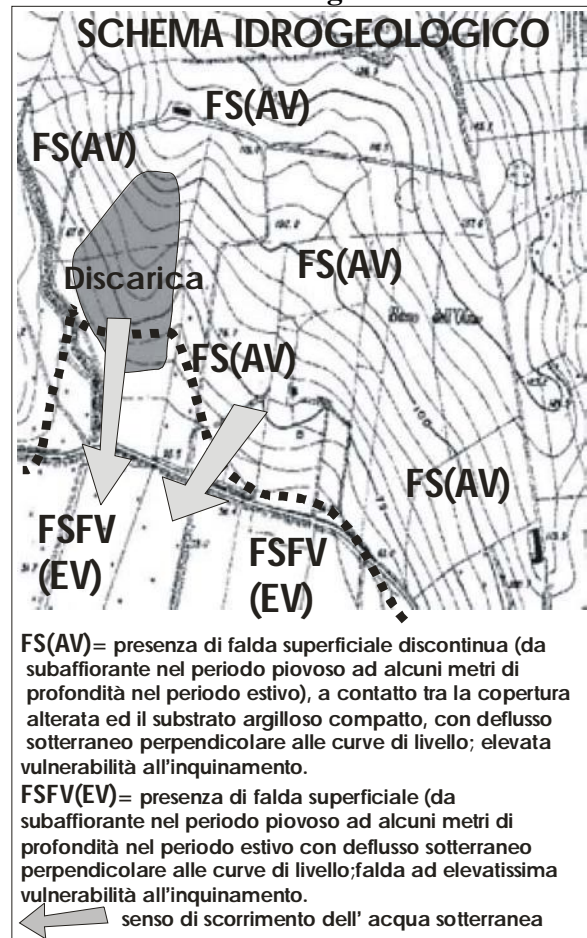 SCHEMA IDROGEOLOGICO
FS(AV)
FS(AV)
Discarica
FS(AV)
FS(AV)
FS(AV)
FSFV
(EV)
FSFV
(EV)
FS(AV)= presenza di falda superficiale discontinua (da
subaffiorante nel periodo piovoso ad alcuni metri di
profondità nel periodo estivo), a contatto tra la copertura
alterata ed il substrato argilloso compatto, con deflusso
sotterraneo perpendicolare alle curve di livello; elevata
vulnerabilità all'inquinamento.
FSFV(EV)= presenza di falda superficiale (da
subaffiorante nel periodo piovoso ad alcuni metri di
profondità nel periodo estivo con deflusso sotterraneo
perpendicolare alle curve di livello;falda ad elevatissima
vulnerabilità all'inquinamento.
senso di scorrimento dell' acqua sotterranea